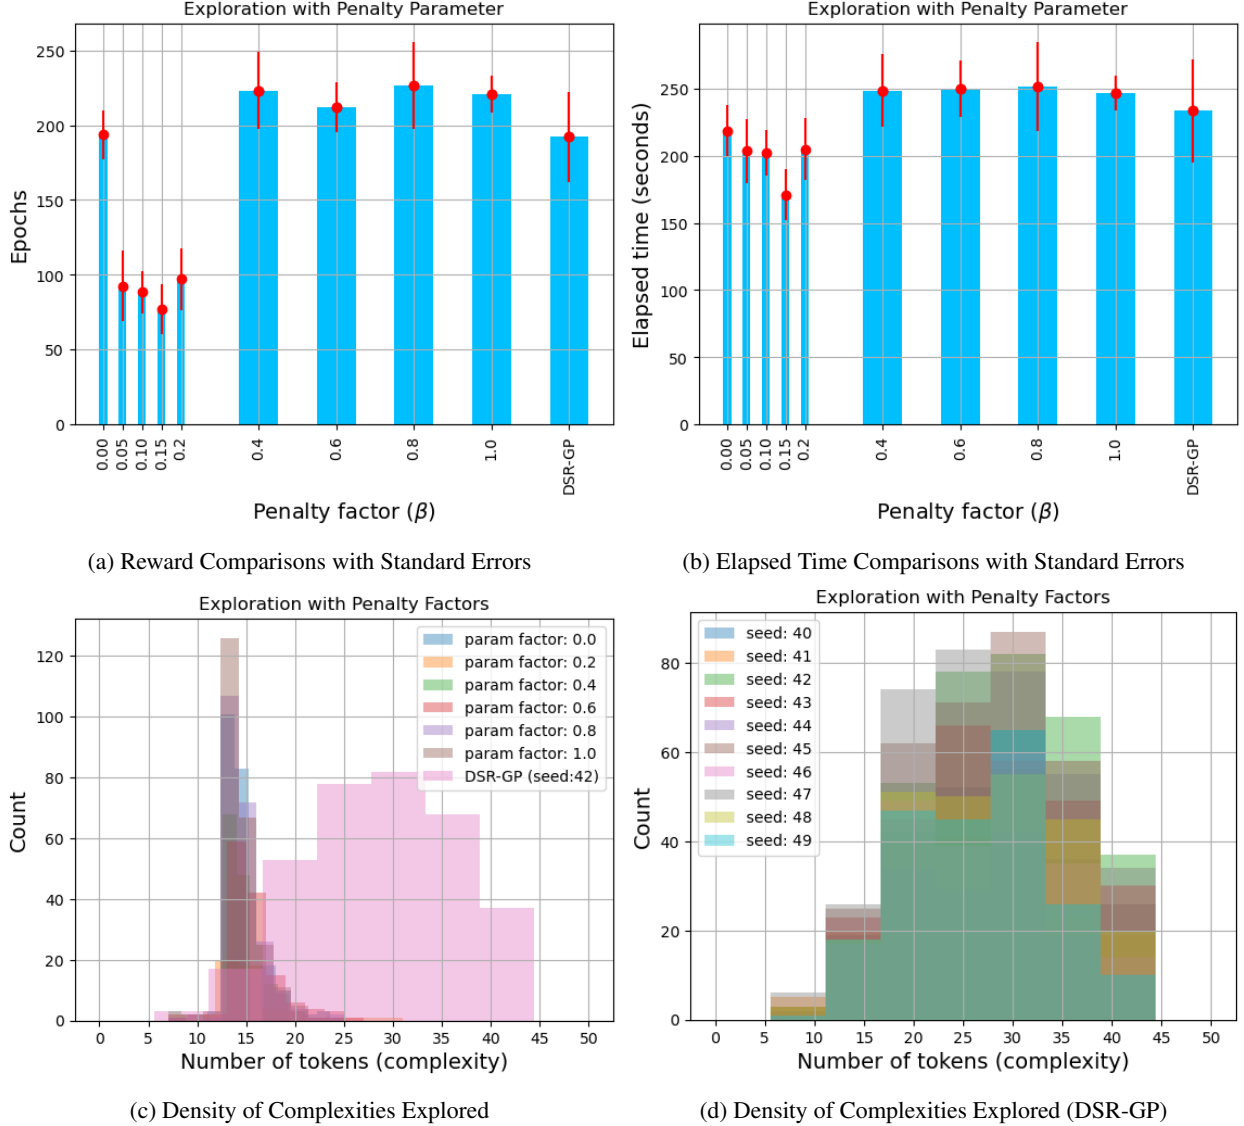 Exploration with Penalty Parameter
Epochs
250
200
150
100
50
0
0.00
0.05
0.10
0.15
0.2
0.4
0.6
0.8
1.0
DSR-GP
Penalty factor (β)
(a) Reward Comparisons with Standard Errors
Exploration with Penalty Parameter
Elapsed time (seconds)
250
200
150
100
50
0
0.00
0.05
0.10
0.15
0.2
0.4
0.6
0.8
1.0
DSR-GP
Penalty factor (β)
(b) Elapsed Time Comparisons with Standard Errors
Exploration with Penalty Factors
Count
120
100
80
60
40
20
0
param factor: 0.0
param factor: 0.2
param factor: 0.4
param factor: 0.6
param factor: 0.8
param factor: 1.0
DSR-GP (seed:42)
0 5 10 15 20 25 30 35 40 45 50
Number of tokens (complexity)
(c) Density of Complexities Explored
Exploration with Penalty Factors
Count
80
60
40
20
0
seed: 40
seed: 41
seed: 42
seed: 43
seed: 44
seed: 45
seed: 46
seed: 47
seed: 48
seed: 49
0 5 10 15 20 25 30 35 40 45 50
Number of tokens (complexity)
(d) Density of Complexities Explored (DSR-GP)